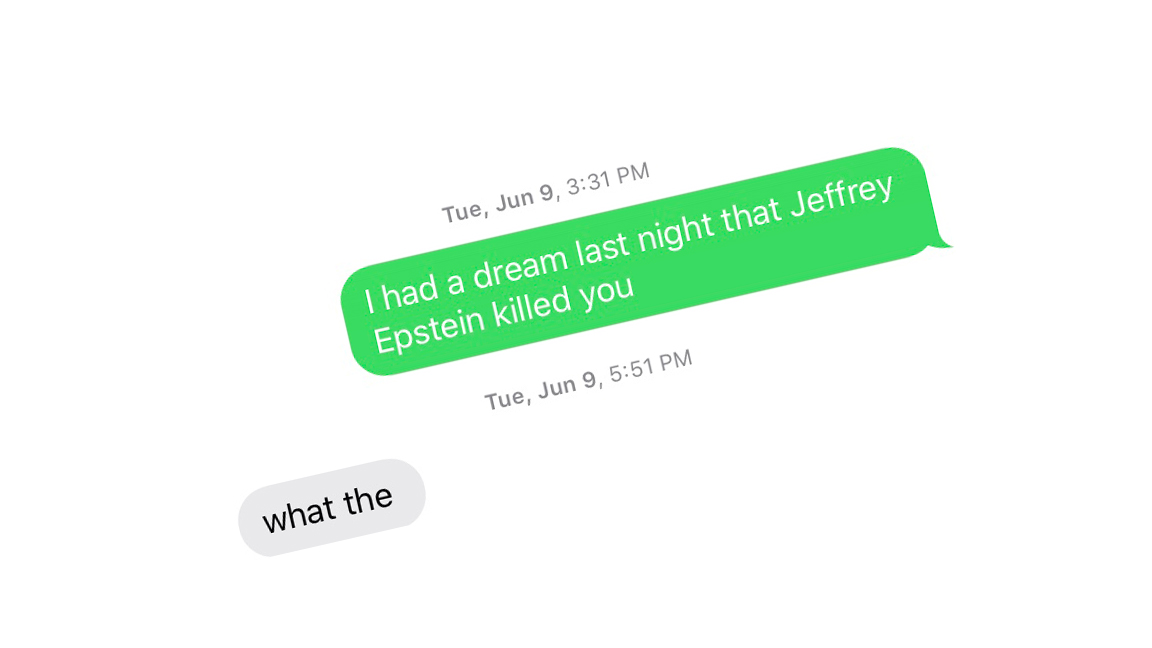 Tue, Jun 9, 3:31 PM
I had a dream last night that Jeffrey
Epstein killed you
Tue, Jun 9, 5:51 PM
what the